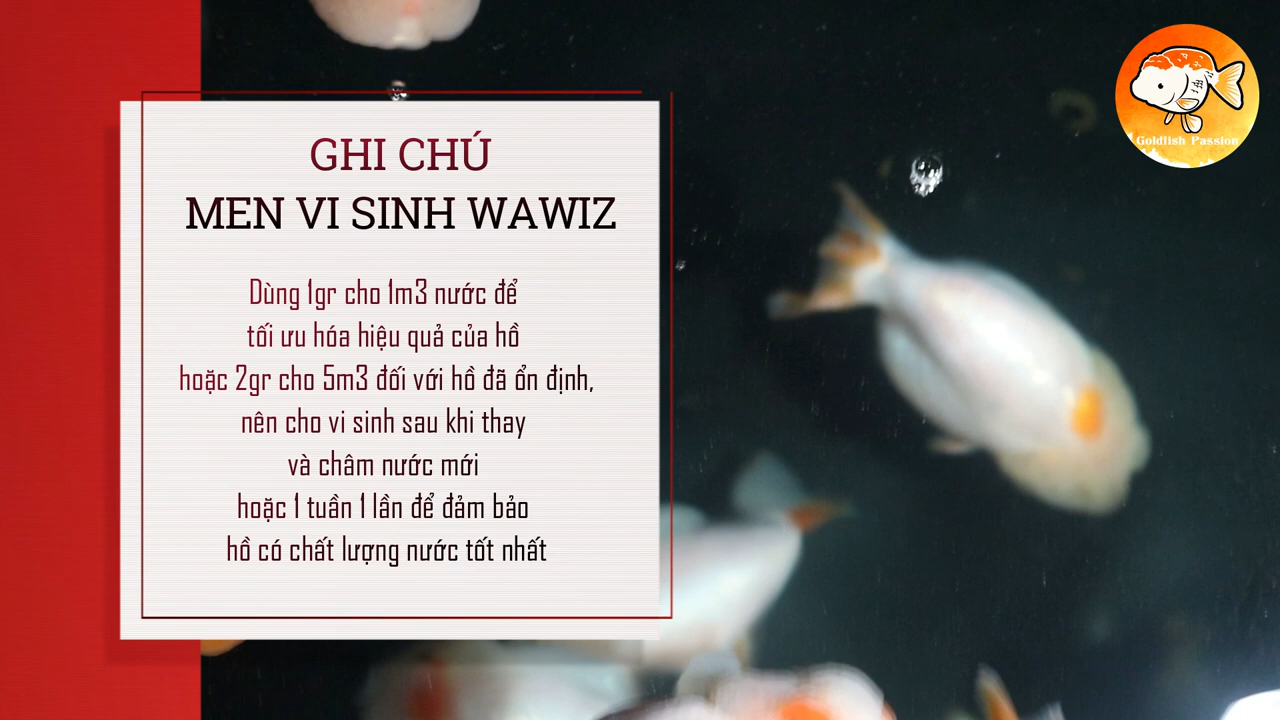 GHI CHÚ
MEN VI SINH WAWIZ
Dùng 1gr cho 1m3 nước để
tối ưu hóa hiệu quả của hồ
hoặc 2gr cho 5m3 đối với hồ đã ổn định,
nên cho vi sinh sau khi thay
và châm nước mới
hoặc 1 tuần 1 lần để đảm bảo
hồ có chất lượng nước tốt nhất
Goldfish Passion